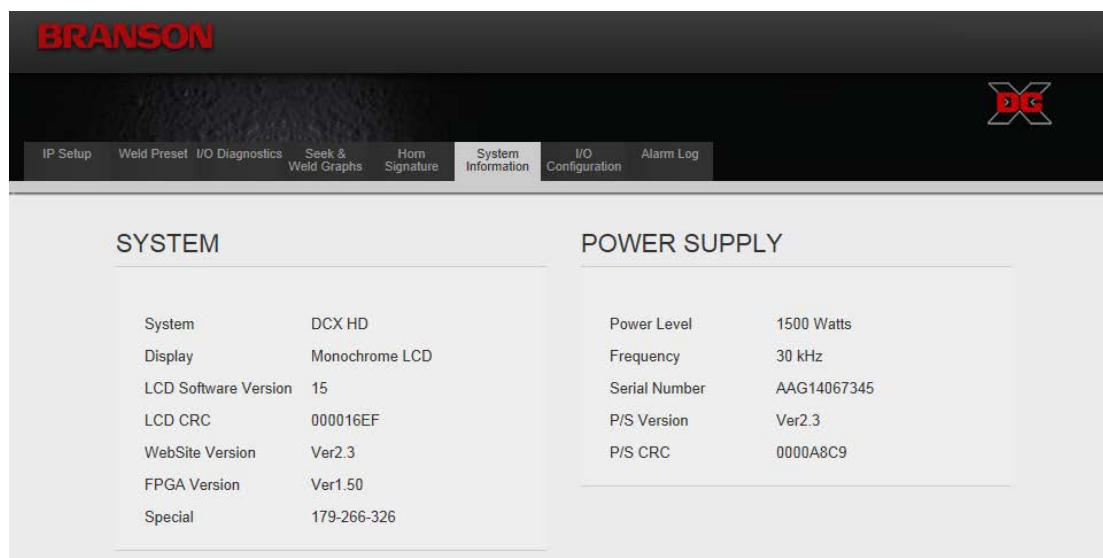 BRANSON
DCX
IP Setup
Weld Preset
I/O Diagnostics
Seek &
Weld Graphs
Horn
Signature
System
Information
I/O
Configuration
Alarm Log
SYSTEM
System DCX HD
Display Monochrome LCD
LCD Software Version 15
LCD CRC 000016EF
WebSite Version Ver2.3
FPGA Version Ver1.50
Special 179-266-326
POWER SUPPLY
Power Level 1500 Watts
Frequency 30 kHz
Serial Number AAG14067345
P/S Version Ver2.3
P/S CRC 0000A8C9